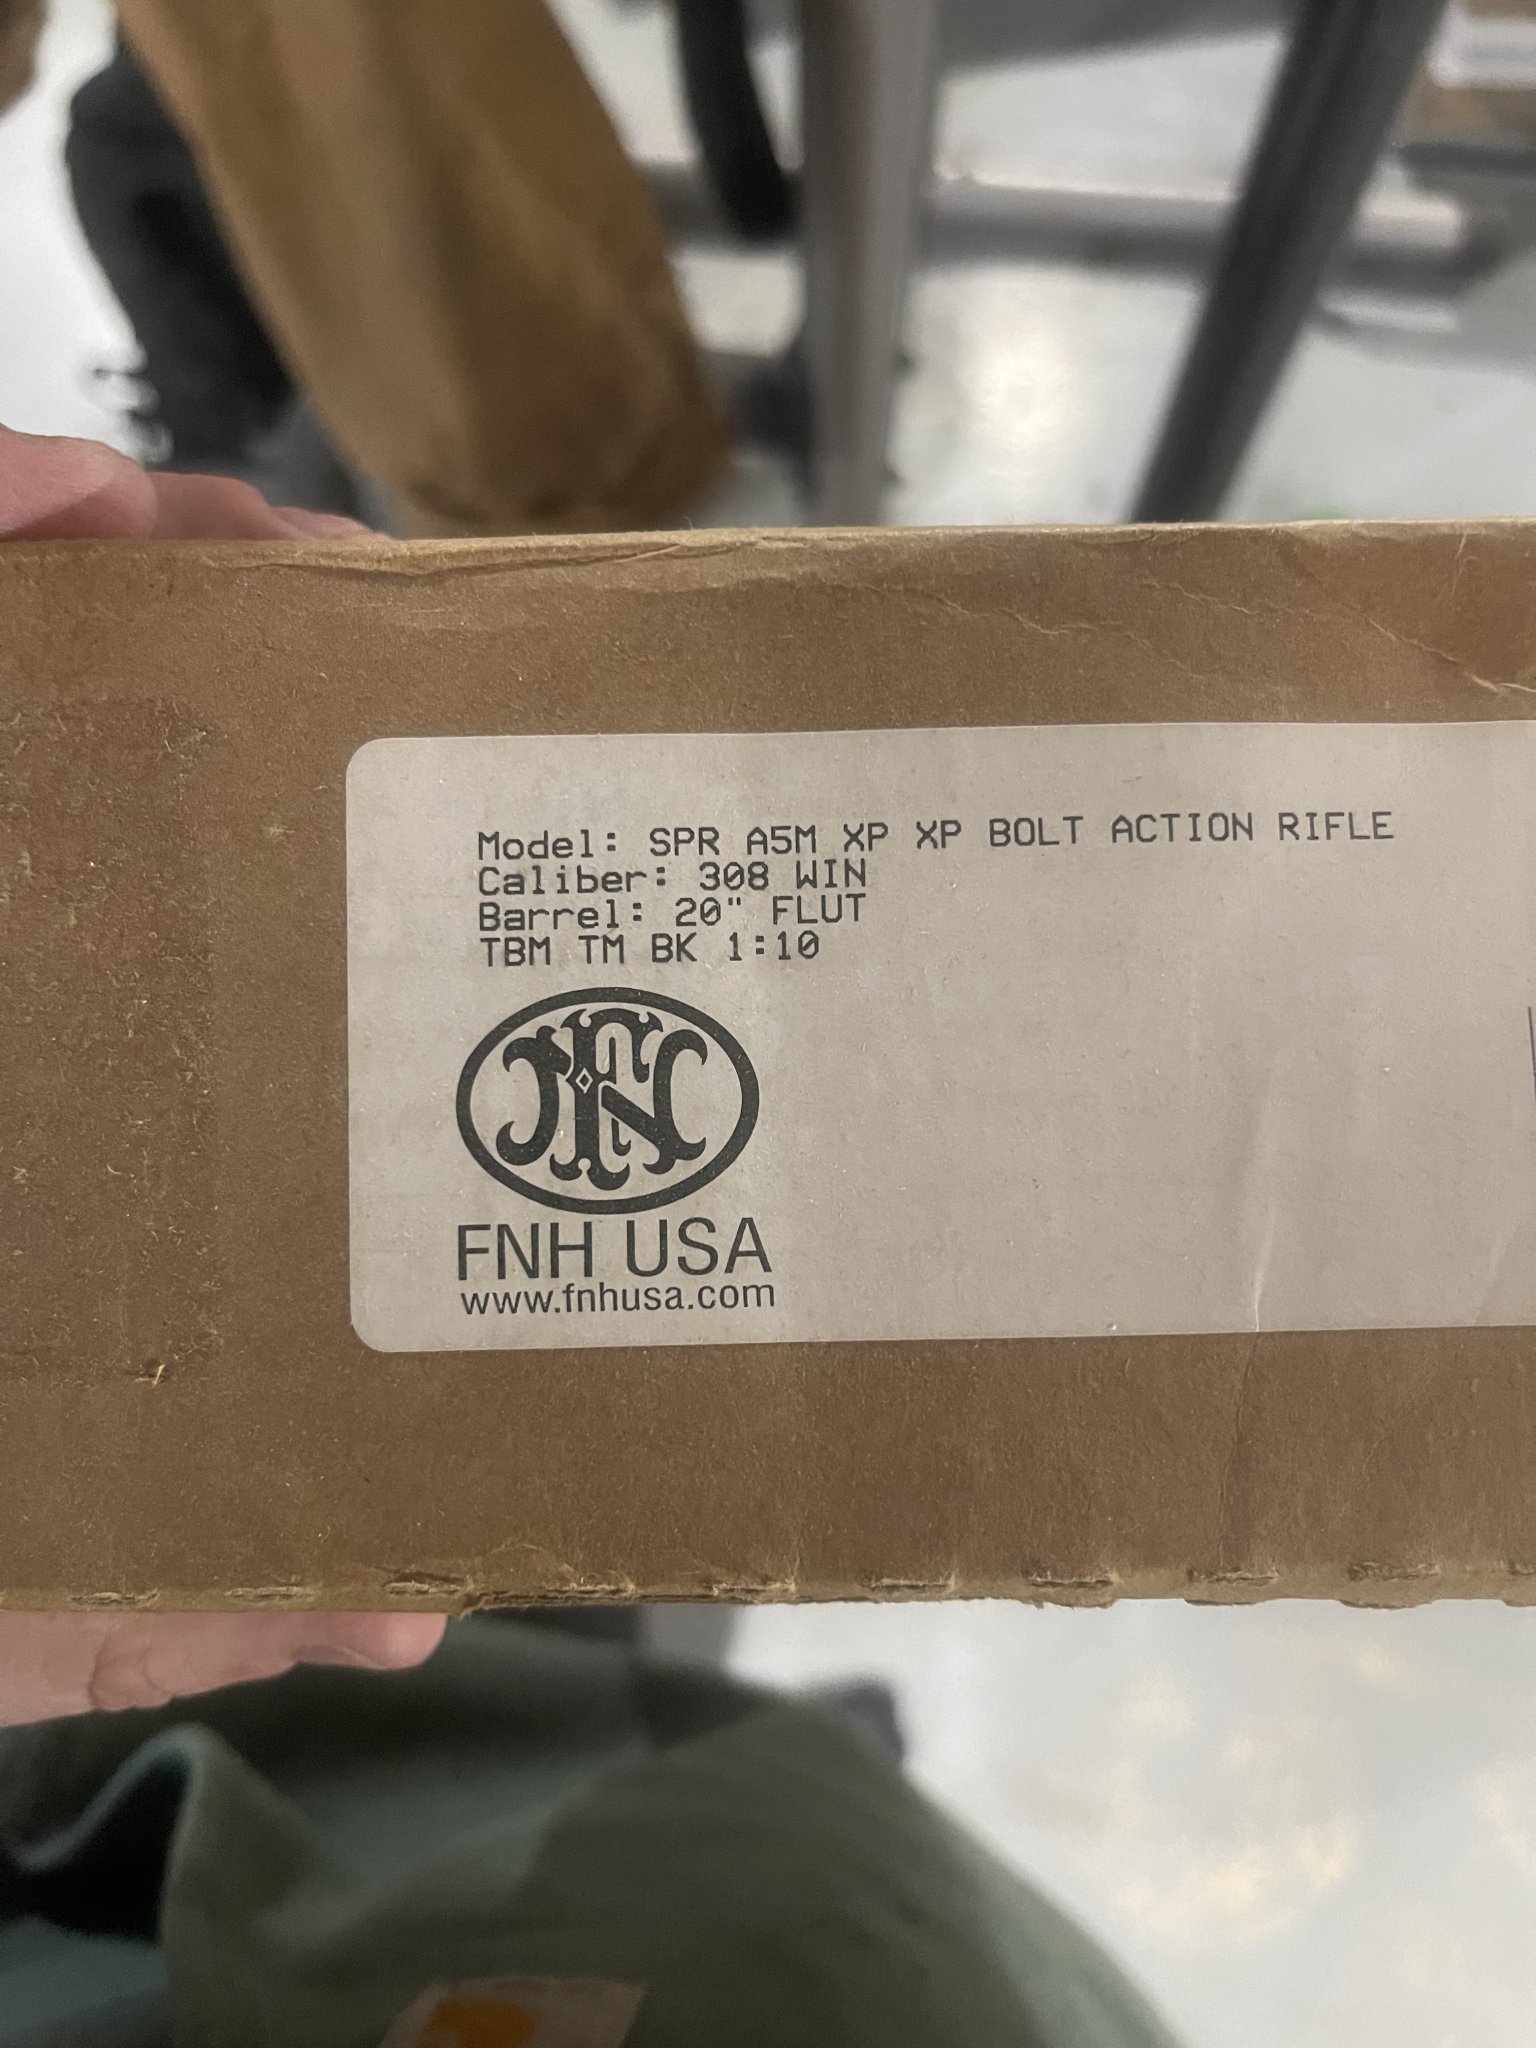 Model: SPR A5M XP XP BOLT ACTION RIFLE
Caliber: 308 WIN
Barrel: 20" FLUT
TBM TM BK 1:10
FN
FNH USA
www.fnhusa.com